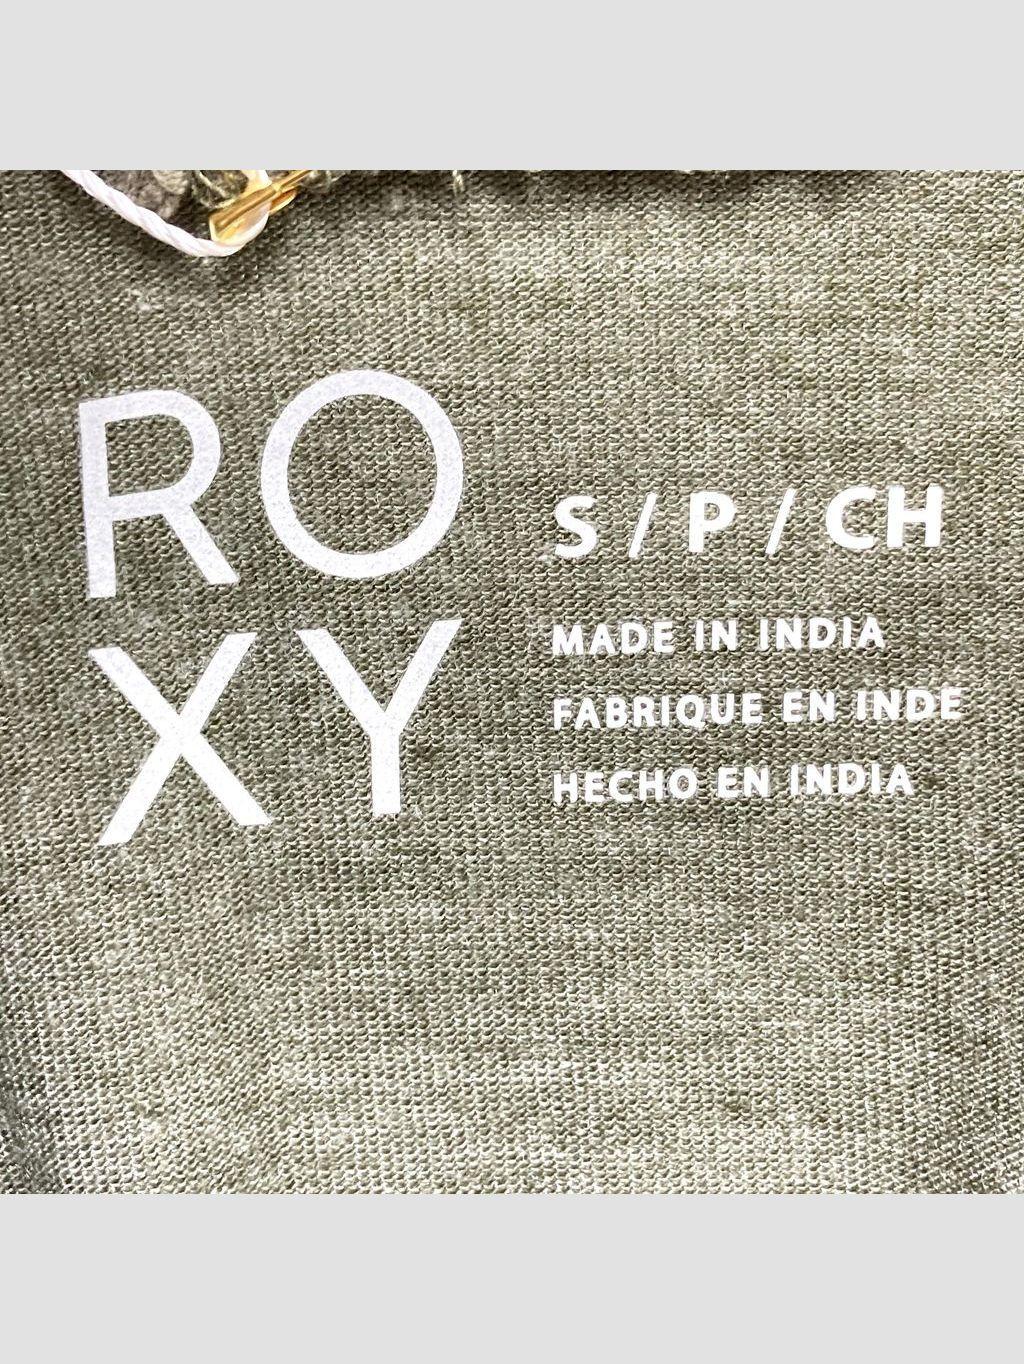 RO
XY
S / P / CH
MADE IN INDIA
FABRIQUE EN INDE
HECHO EN INDIA